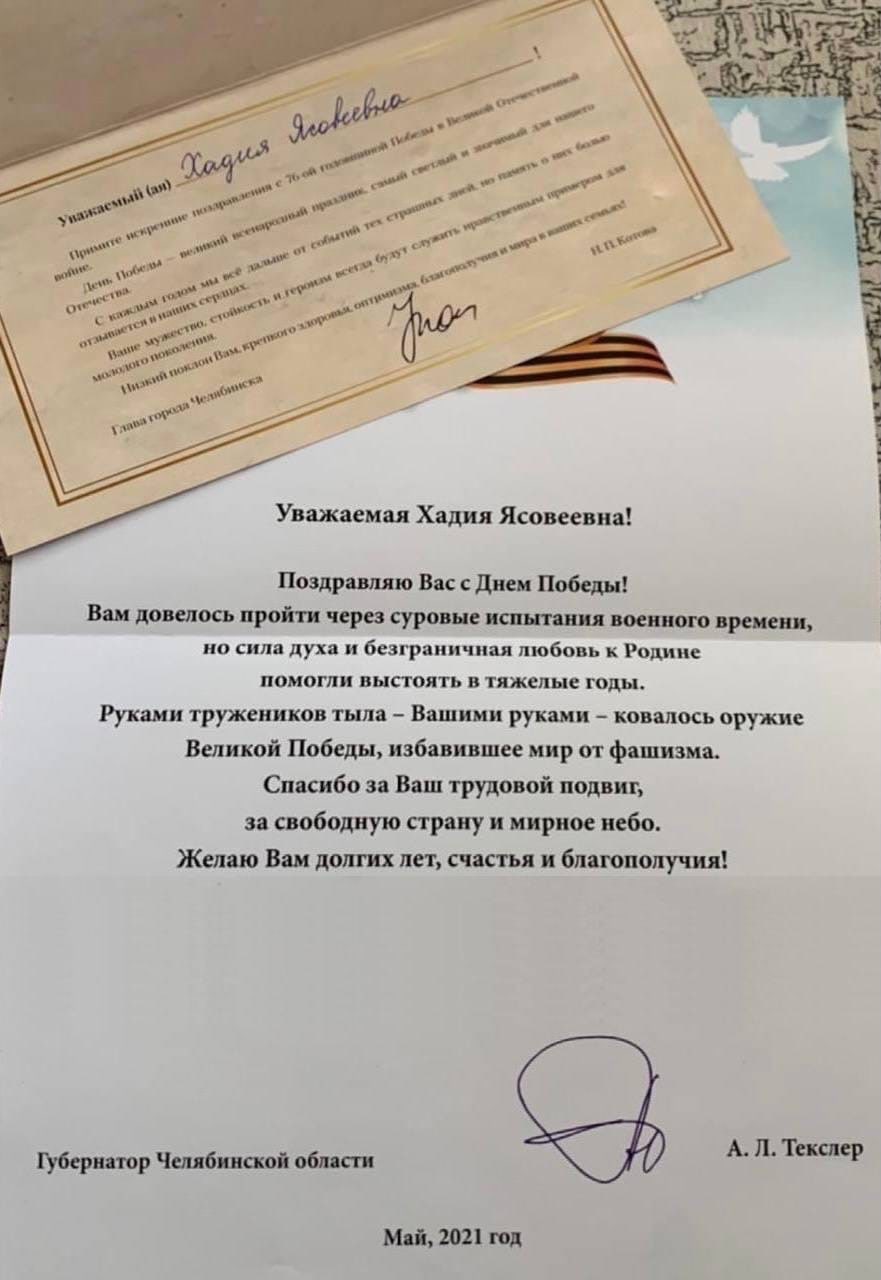 Уважаемый (ая) Хадия Ясовеевна !
Примите искренние поздравления с 76-ой годовщиной Победы в Великой Отечественной
войне.
День Победы – великий всенародный праздник, самый светлый и значимый для нашего
Отечества.
С каждым годом мы всё дальше от событий тех страшных дней, но память о них болью
отзывается в наших сердцах.
Ваше мужество, стойкость и героизм всегда будут служить нравственным примером для
молодого поколения.
Низкий поклон Вам, крепкого здоровья, оптимизма, благополучия и мира в ваших семьях!
Глава города Челябинска Н.П. Котова
Уважаемая Хадия Ясовеевна!
Поздравляю Вас с Днем Победы!
Вам довелось пройти через суровые испытания военного времени,
но сила духа и безграничная любовь к Родине
помогли выстоять в тяжелые годы.
Руками тружеников тыла – Вашими руками – ковалось оружие
Великой Победы, избавившее мир от фашизма.
Спасибо за Ваш трудовой подвиг,
за свободную страну и мирное небо.
Желаю Вам долгих лет, счастья и благополучия!
Губернатор Челябинской области А. Л. Текслер
Май, 2021 год